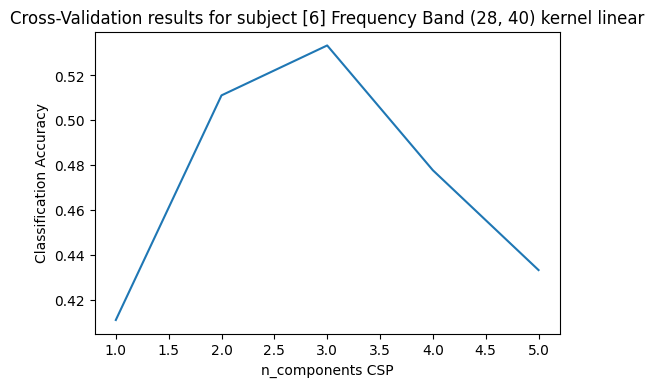 Cross-Validation results for subject [6] Frequency Band (28, 40) kernel linear
Classification Accuracy
0.52
0.50
0.48
0.46
0.44
0.42
1.0 1.5 2.0 2.5 3.0 3.5 4.0 4.5 5.0
n_components CSP